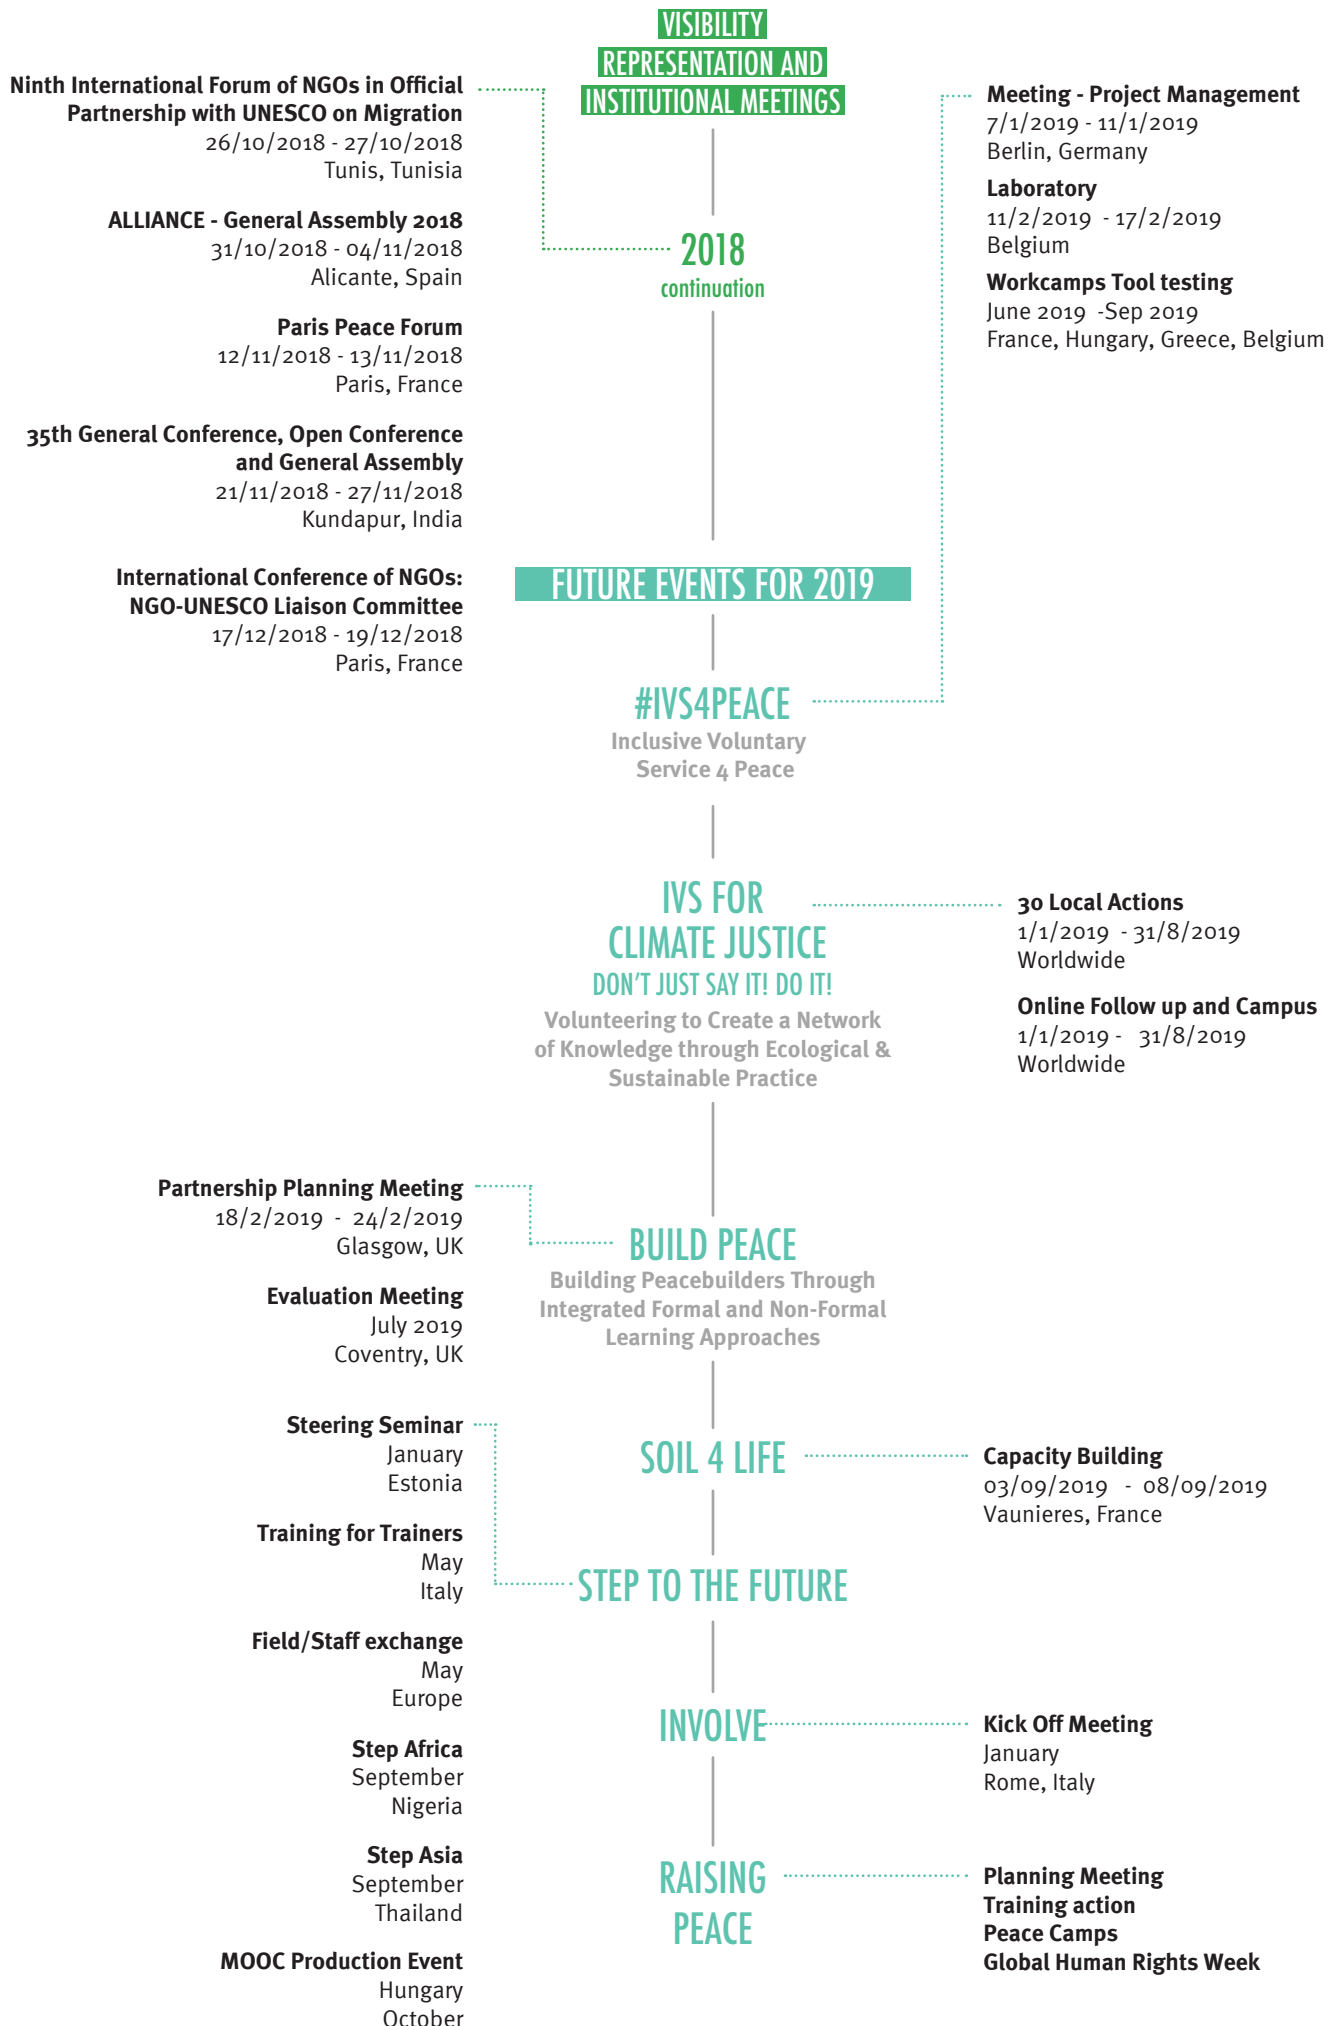 VISIBILITY
REPRESENTATION AND
INSTITUTIONAL MEETINGS
Ninth International Forum of NGOs in Official
Partnership with UNESCO on Migration
26/10/2018 - 27/10/2018
Tunis, Tunisia
ALLIANCE - General Assembly 2018
31/10/2018 - 04/11/2018
Alicante, Spain
Paris Peace Forum
12/11/2018 - 13/11/2018
Paris, France
35th General Conference, Open Conference
and General Assembly
21/11/2018 - 27/11/2018
Kundapur, India
International Conference of NGOs:
NGO-UNESCO Liaison Committee
17/12/2018 - 19/12/2018
Paris, France
2018
continuation
FUTURE EVENTS FOR 2019
#IVS4PEACE
Inclusive Voluntary
Service 4 Peace
Meeting - Project Management
7/1/2019 - 11/1/2019
Berlin, Germany
Laboratory
11/2/2019 - 17/2/2019
Belgium
Workcamps Tool testing
June 2019 -Sep 2019
France, Hungary, Greece, Belgium
IVS FOR
CLIMATE JUSTICE
DON'T JUST SAY IT! DO IT!
Volunteering to Create a Network
of Knowledge through Ecological &
Sustainable Practice
30 Local Actions
1/1/2019 - 31/8/2019
Worldwide
Online Follow up and Campus
1/1/2019 - 31/8/2019
Worldwide
BUILD PEACE
Building Peacebuilders Through
Integrated Formal and Non-Formal
Learning Approaches
Partnership Planning Meeting
18/2/2019 - 24/2/2019
Glasgow, UK
Evaluation Meeting
July 2019
Coventry, UK
SOIL 4 LIFE
Capacity Building
03/09/2019 - 08/09/2019
Vaunieres, France
STEP TO THE FUTURE
Steering Seminar
January
Estonia
Training for Trainers
May
Italy
Field/Staff exchange
May
Europe
Step Africa
September
Nigeria
Step Asia
September
Thailand
MOOC Production Event
Hungary
October
INVOLVE
Kick Off Meeting
January
Rome, Italy
RAISING
PEACE
Planning Meeting
Training action
Peace Camps
Global Human Rights Week